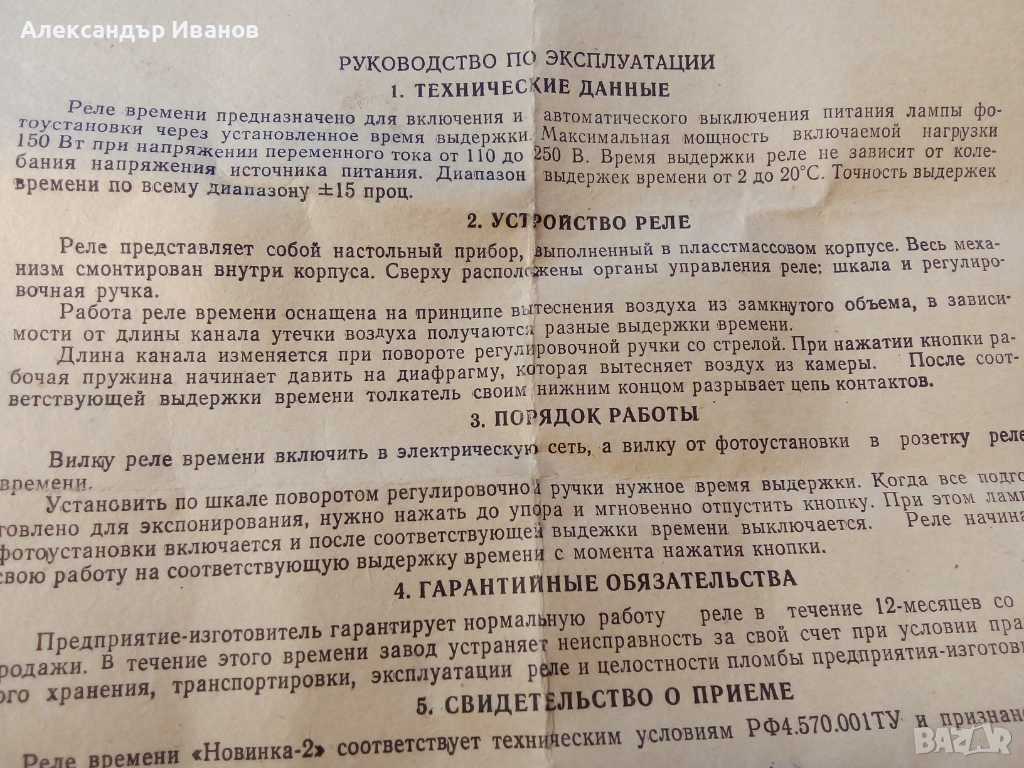 Александър Иванов
РУКОВОДСТВО ПО ЭКСПЛУАТАЦИИ
1. ТЕХНИЧЕСКИЕ ДАННЫЕ
Реле времени предназначено для включения и автоматического выключения питания лампы фо-
тоустановки через установленное время выдержки. Максимальная мощность включаемой нагрузки
150 Вт при напряжении переменного тока от 110 до 250 В. Время выдержки реле не зависит от коле-
бания напряжения источника питания. Диапазон выдержек времени от 2 до 20°С. Точность выдержек
времени по всему диапазону ±15 проц.
2. УСТРОЙСТВО РЕЛЕ
Реле представляет собой настольный прибор, выполненный в пласстмассовом корпусе. Весь меха-
низм смонтирован внутри корпуса. Сверху расположены органы управления реле: шкала и регулиро-
вочная ручка.
Работа реле времени оснащена на принципе вытеснения воздуха из замкнутого объема, в зависи-
мости от длины канала утечки воздуха получаются разные выдержки времени.
Длина канала изменяется при повороте регулировочной ручки со стрелой. При нажатии кнопки ра-
бочая пружина начинает давить на диафрагму, которая вытесняет воздух из камеры. После соот-
ветствующей выдержки времени толкатель своим нижним концом разрывает цепь контактов.
3. ПОРЯДОК РАБОТЫ
Вилку реле времени включить в электрическую сеть, а вилку от фотоустановки в розетку реле
времени.
Установить по шкале поворотом регулировочной ручки нужное время выдержки. Когда все подго
товлено для экспонирования, нужно нажать до упора и мгновенно отпустить кнопку. При этом ламп
фотоустановки включается и после соответствующей выдежки времени выключается. Реле начина
свою работу на соответствующую выдержку времени с момента нажатия кнопки.
4. ГАРАНТИЙНЫЕ ОБЯЗАТЕЛЬСТВА
Предприятие-изготовитель гарантирует нормальную работу реле в течение 12-месяцев со
родажи. В течение этого времени завод устраняет неисправность за свой счет при условии пра
ого хранения, транспортировки, эксплуатации реле и целостности пломбы предприятия-изготови
5. СВИДЕТЕЛЬСТВО О ПРИЕМЕ
Реле времени «Новинка-2» соответствует техническим условиям РФ4.570.001ТУ и признано
BAZAR